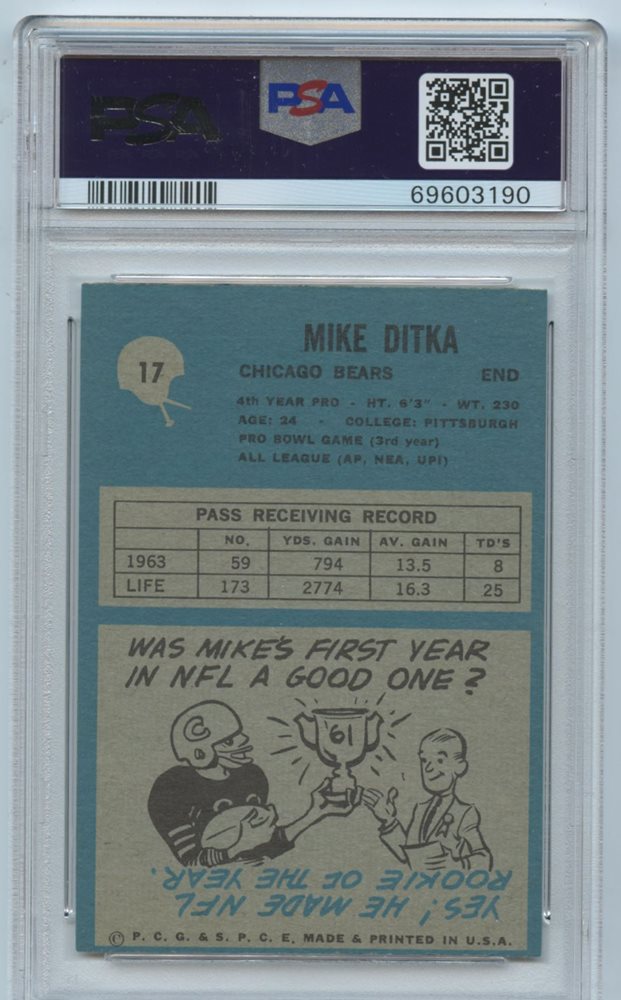 PSA
PSA
69603190
17
MIKE DITKA
CHICAGO BEARS END
4th YEAR PRO - HT. 6'3" - WT. 230
AGE: 24 - COLLEGE: PITTSBURGH
PRO BOWL GAME (3rd year)
ALL LEAGUE (AP, NEA, UPI)
PASS RECEIVING RECORD
NO. YDS. GAIN AV. GAIN TD'S
1963 59 794 13.5 8
LIFE 173 2774 16.3 25
WAS MIKE'S FIRST YEAR
IN NFL A GOOD ONE?
C
'61
YES! HE MADE NFL
ROOKIE OF THE YEAR.
© P. C. G. & S. P. C. E. MADE & PRINTED IN U.S.A.